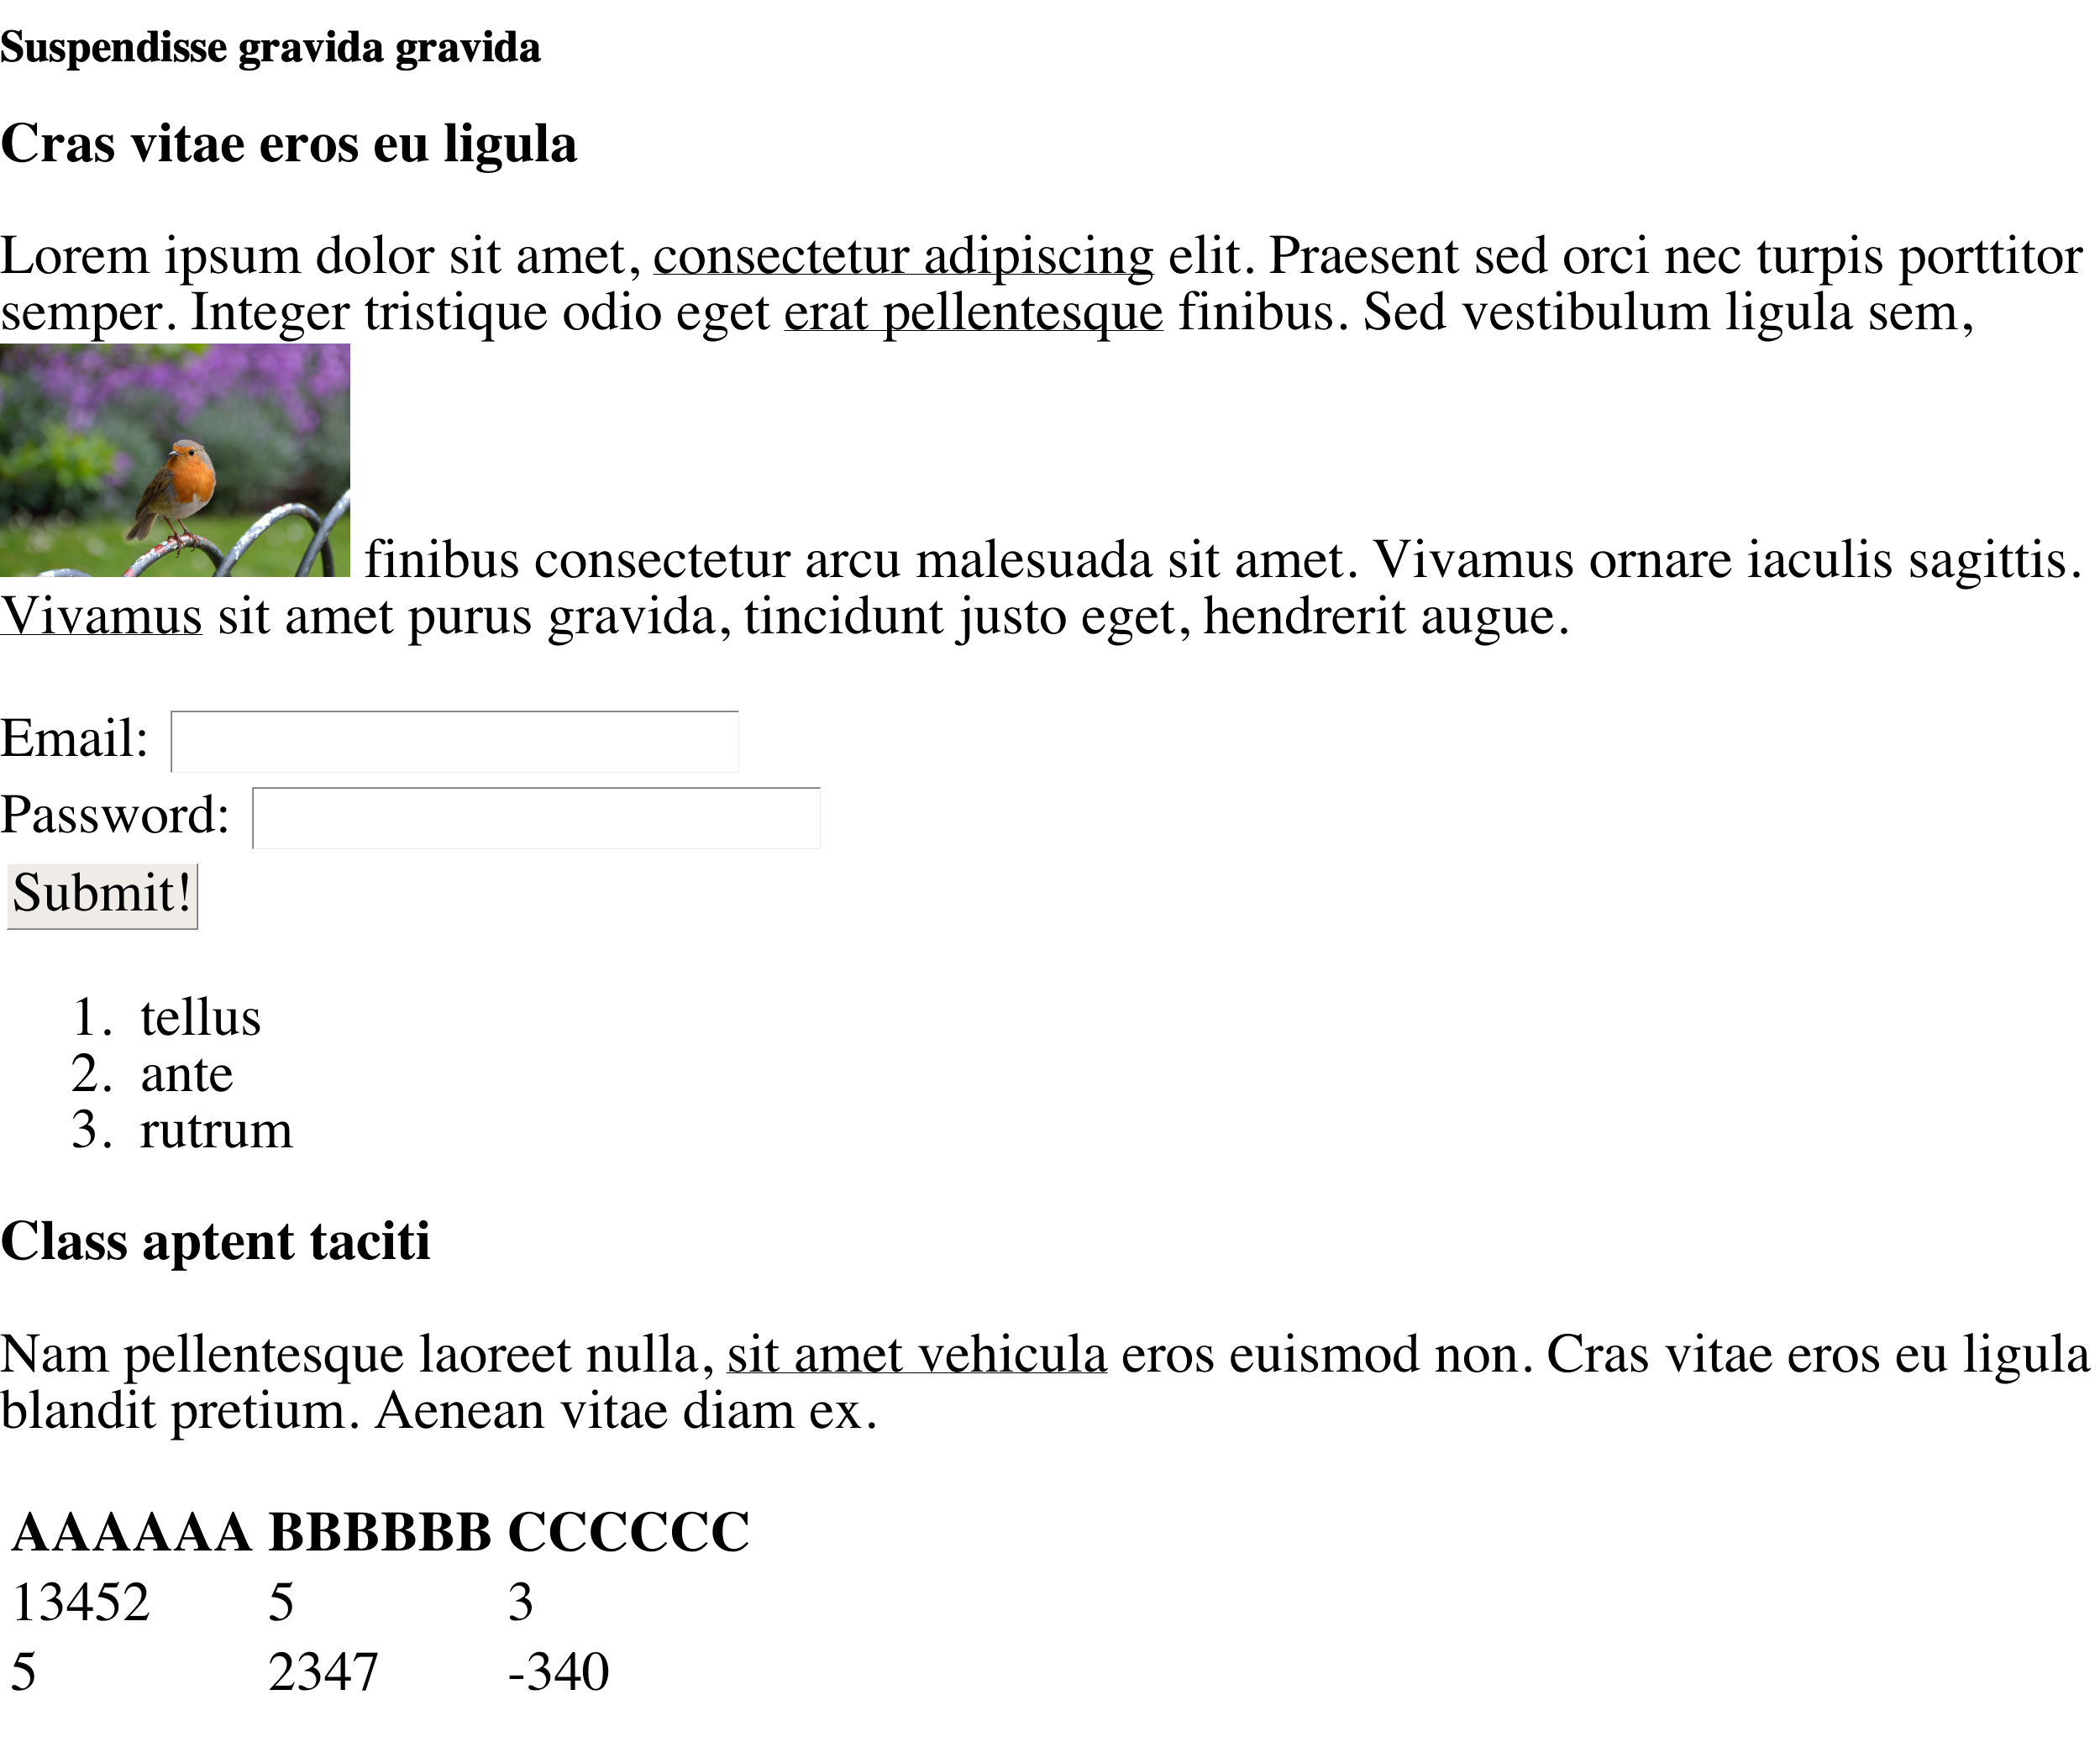 Suspendisse gravida gravida
Cras vitae eros eu ligula
Lorem ipsum dolor sit amet, consectetur adipiscing elit. Praesent sed orci nec turpis porttitor
semper. Integer tristique odio eget erat pellentesque finibus. Sed vestibulum ligula sem,
finibus consectetur arcu malesuada sit amet. Vivamus ornare iaculis sagittis.
Vivamus sit amet purus gravida, tincidunt justo eget, hendrerit augue.
Email:
Password:
Submit!
1. tellus
2. ante
3. rutrum
Class aptent taciti
Nam pellentesque laoreet nulla, sit amet vehicula eros euismod non. Cras vitae eros eu ligula
blandit pretium. Aenean vitae diam ex.
AAAAAA BBBBBB CCCCCC
13452 5 3
5 2347 -340